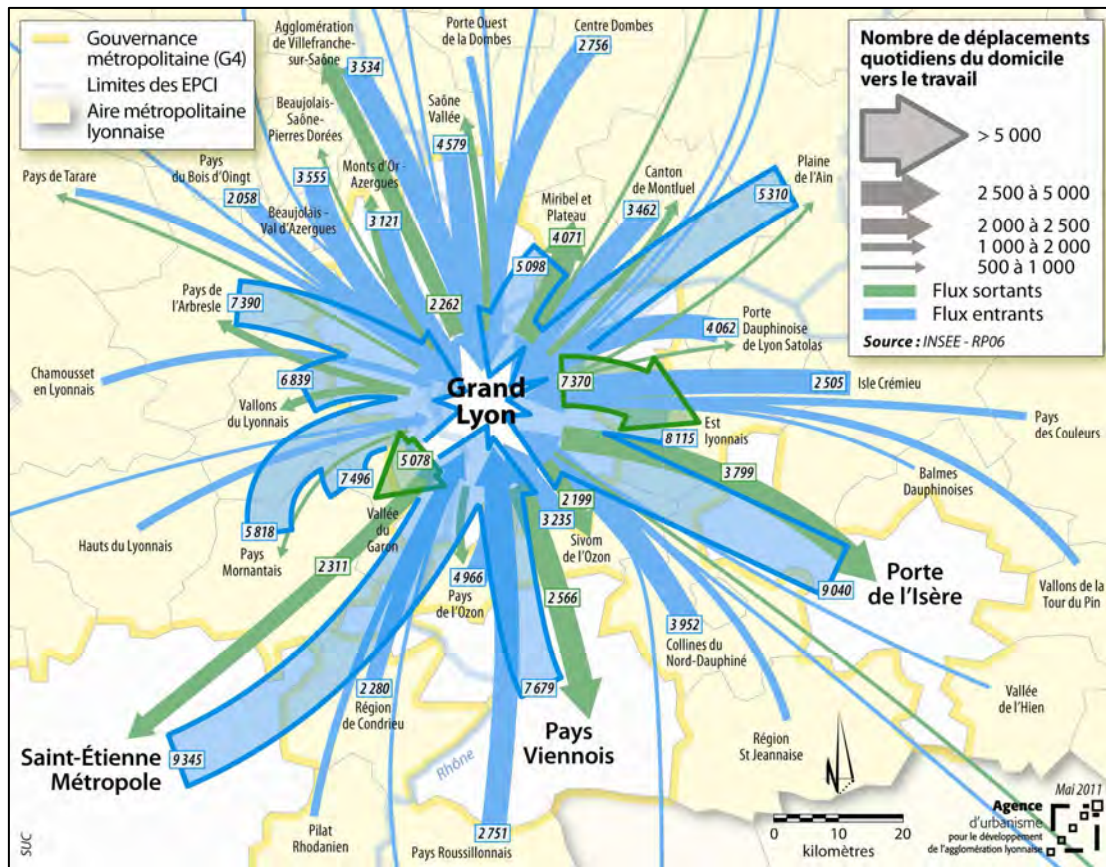 Gouvernance
métropolitaine (G4)
Limites des EPCI
Aire métropolitaine
lyonnaise
Agglomération
de Villefranche-
sur-Saône
3 534
Porte Ouest
de la Dombes
Centre Dombes
2 756
Nombre de déplacements
quotidiens du domicile
vers le travail
> 5 000
2 500 à 5 000
2 000 à 2 500
1 000 à 2 000
500 à 1 000
Flux sortants
Flux entrants
Source : INSEE - RP06
Beaujolais-
Saône-
Pierres Dorées
3 555
Saône
Vallée
4 579
Pays de Tarare
Pays
du Bois d'Oingt
2 058
Monts d'Or -
Azergues
3 121
Beaujolais -
Val d'Azergues
Miribel et
Plateau
4 071
Canton
de Montluel
3 462
Plaine
de l'Ain
5 310
5 098
Pays de
l'Arbresle
7 390
2 262
Porte
Dauphinoise
de Lyon Satolas
4 062
Chamousset
en Lyonnais
6 839
Vallons
du Lyonnais
Grand
Lyon
7 370
2 505
Isle Crémieu
Est
lyonnais
8 115
Pays
des Couleurs
5 078
7 496
3 799
Balmes
Dauphinoises
5 818
Vallée
du
Garon
2 199
3 235
Sivom
de l'Ozon
Hauts du Lyonnais
Pays
Mornantais
2 311
4 966
Pays
de l'Ozon
2 566
9 040
Porte
de l'Isère
Vallons de la
Tour du Pin
3 952
Collines du
Nord-Dauphiné
2 280
Région
de Condrieu
7 679
Vallée
de l'Hien
Saint-Étienne
Métropole
9 345
Pays
Viennois
Région
St Jeannaise
Rhône
N
Pilat
Rhodanien
2 751
Pays Roussillonnais
0 10 20
kilomètres
Mai 2011
Agence
d'urbanisme
pour le développement
de l'agglomération lyonnaise
SUC